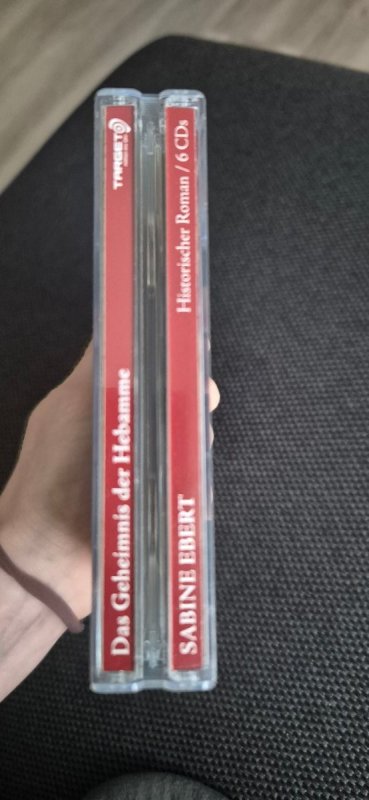 Das Geheimnis der Hebamme
TARGET
SABINE EBERT
Historischer Roman / 6 CDs